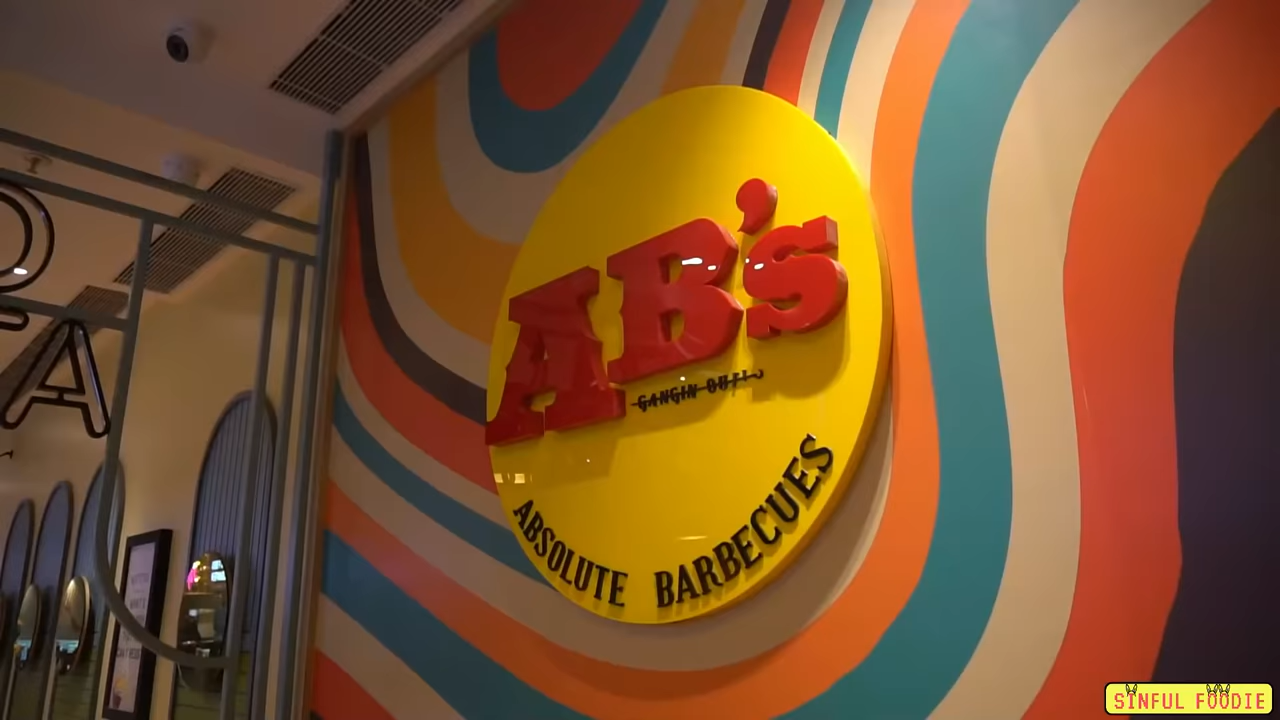 AB's
GANGIN OUT!
ABSOLUTE BARBECUES
A
SINFUL FOODIE